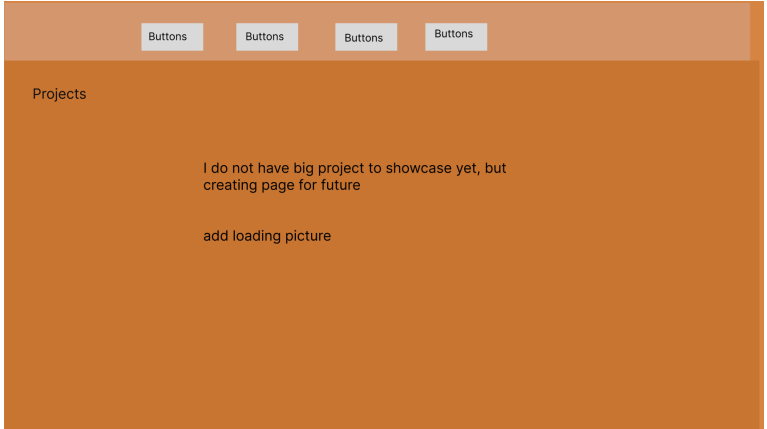 Buttons Buttons Buttons Buttons
Projects
I do not have big project to showcase yet, but
creating page for future
add loading picture